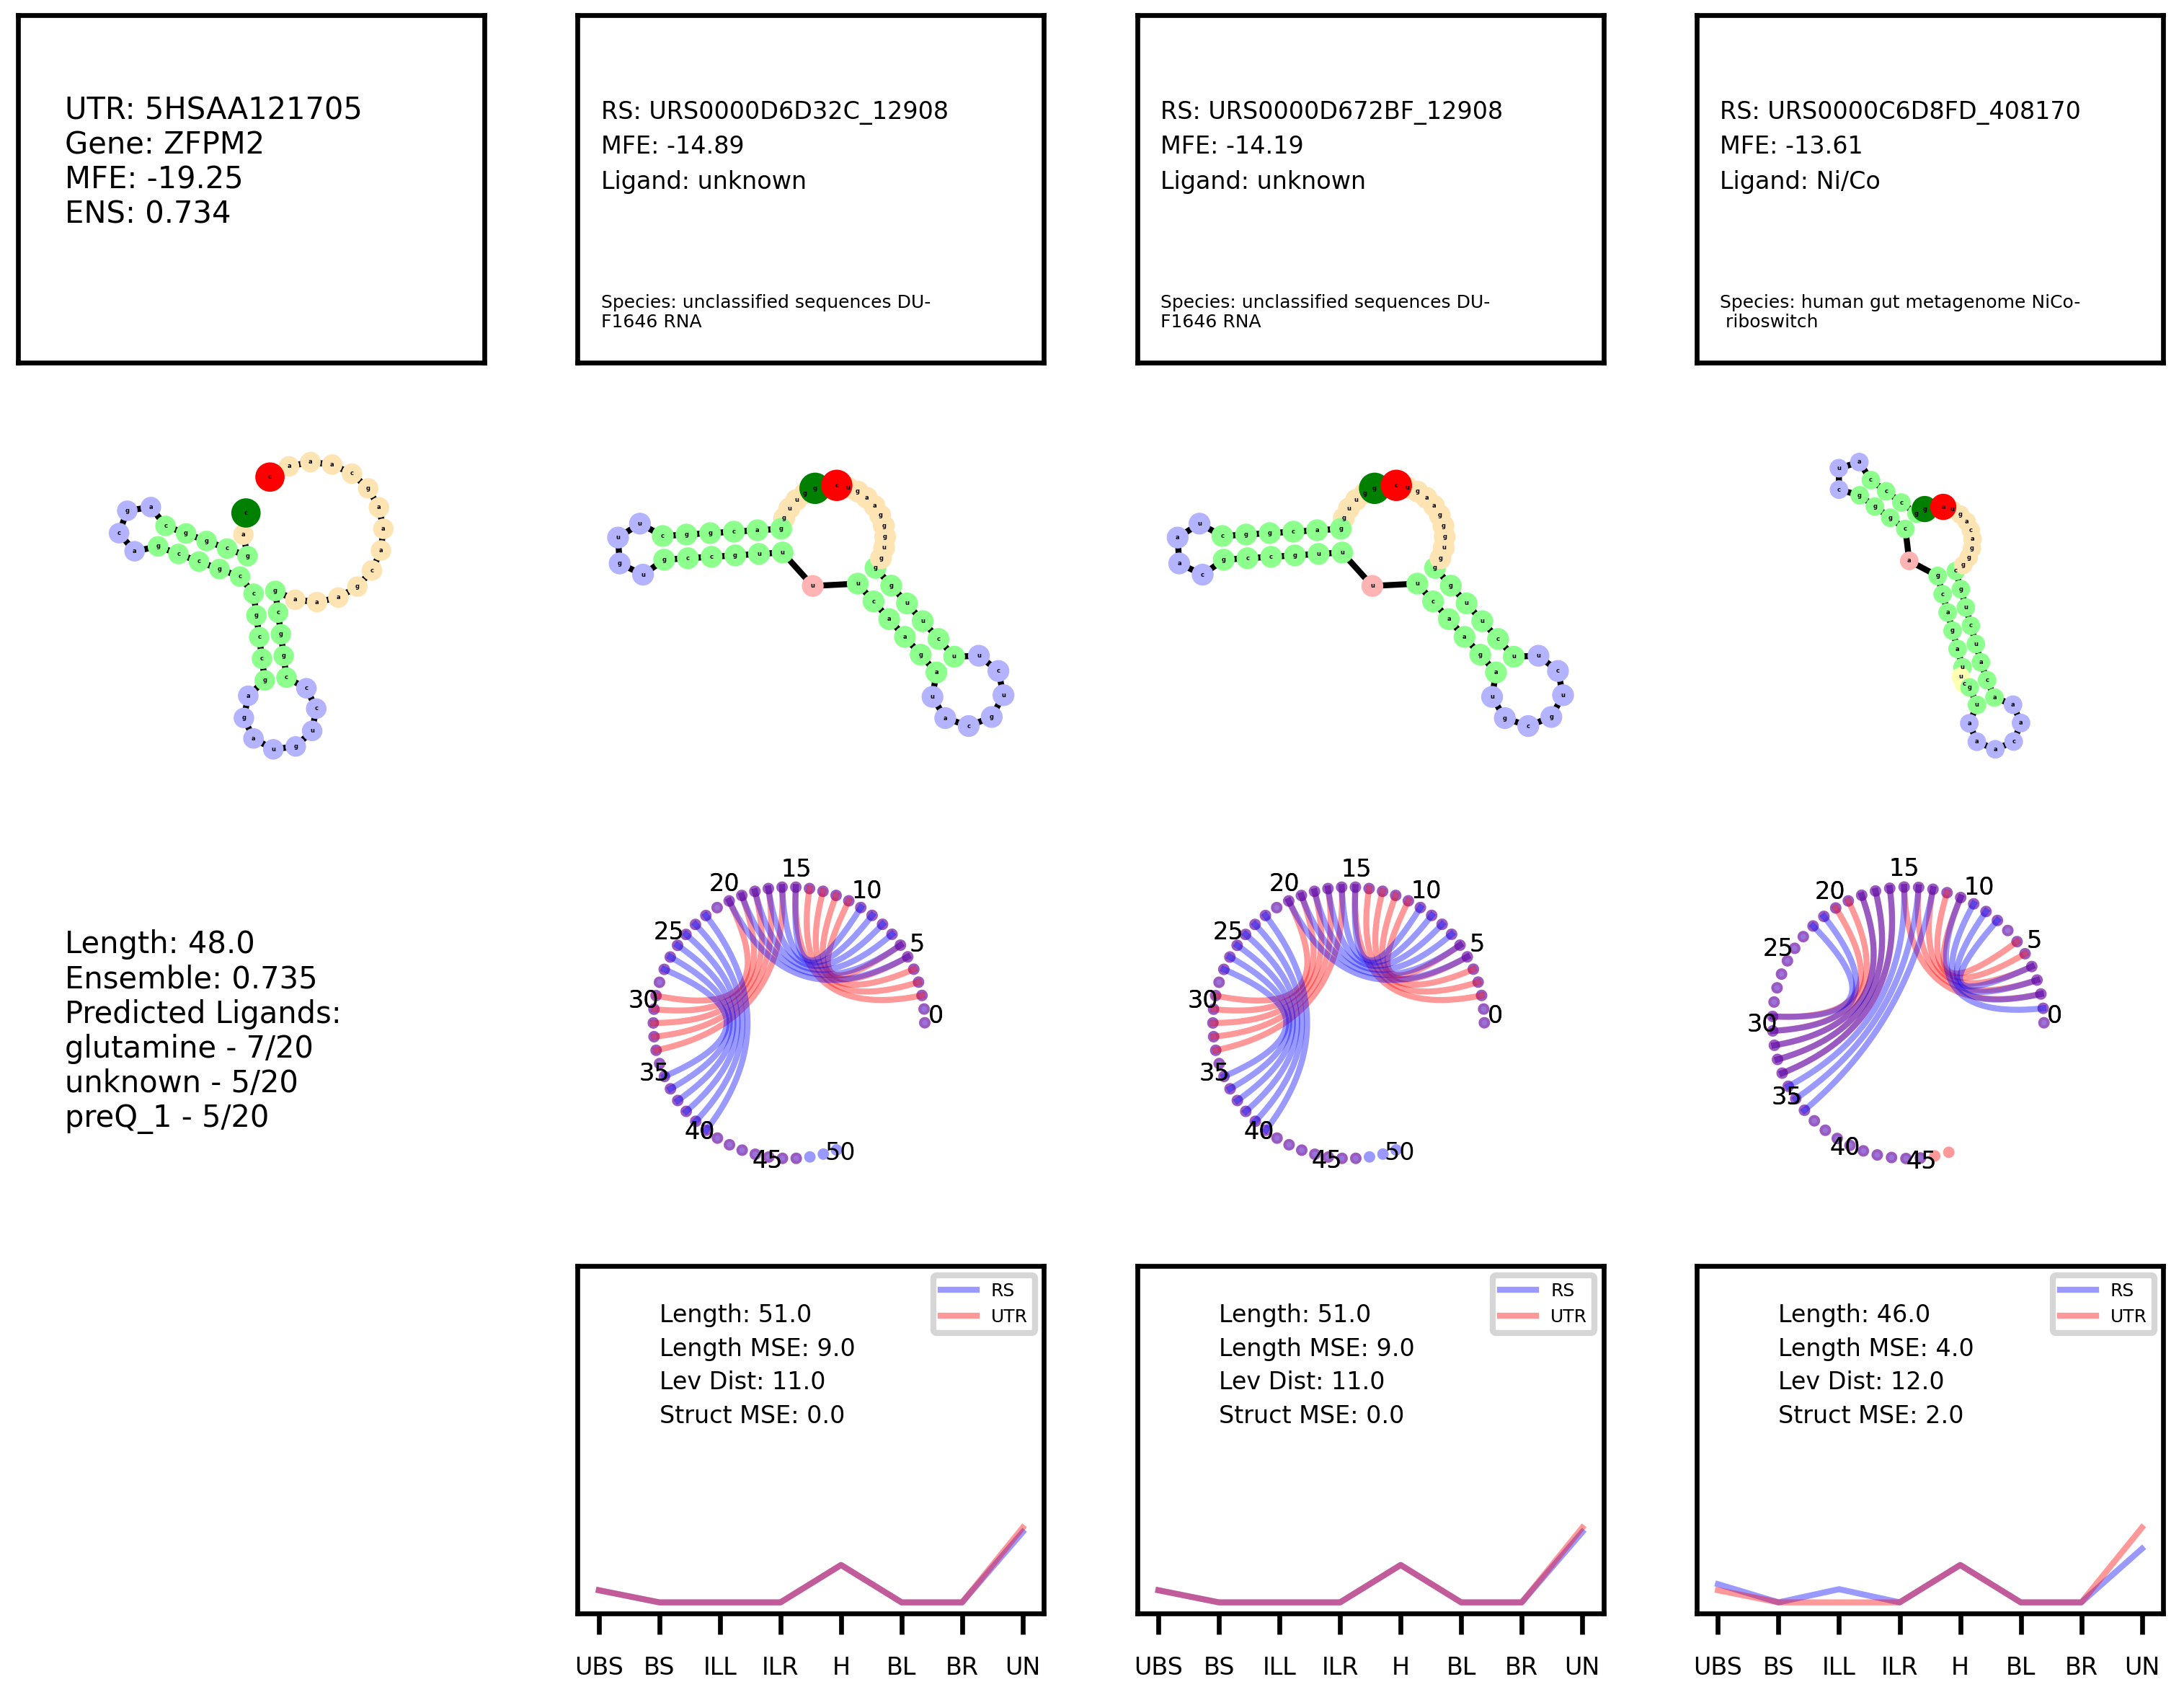 UTR: 5HSAA121705
Gene: ZFPM2
MFE: -19.25
ENS: 0.734
RS: URS0000D6D32C_12908
MFE: -14.89
Ligand: unknown
Species: unclassified sequences DU-
F1646 RNA
RS: URS0000D672BF_12908
MFE: -14.19
Ligand: unknown
Species: unclassified sequences DU-
F1646 RNA
RS: URS0000C6D8FD_408170
MFE: -13.61
Ligand: Ni/Co
Species: human gut metagenome NiCo-
riboswitch
Length: 48.0
Ensemble: 0.735
Predicted Ligands:
glutamine - 7/20
unknown - 5/20
preQ_1 - 5/20
0
5
10
15
20
25
30
35
40
45
50
0
5
10
15
20
25
30
35
40
45
50
0
5
10
15
20
25
30
35
40
45
RS
UTR
Length: 51.0
Length MSE: 9.0
Lev Dist: 11.0
Struct MSE: 0.0
UBS BS ILL ILR H BL BR UN
RS
UTR
Length: 51.0
Length MSE: 9.0
Lev Dist: 11.0
Struct MSE: 0.0
UBS BS ILL ILR H BL BR UN
RS
UTR
Length: 46.0
Length MSE: 4.0
Lev Dist: 12.0
Struct MSE: 2.0
UBS BS ILL ILR H BL BR UN